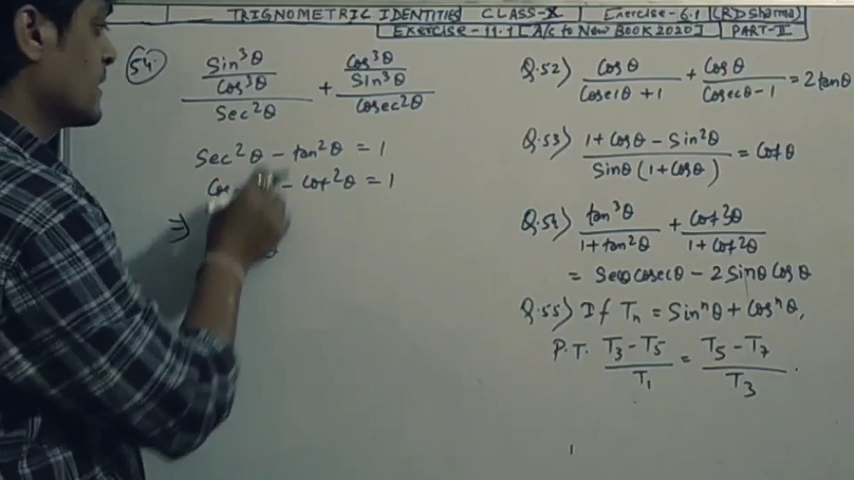 TRIGNOMETRIC IDENTITIES CLASS-X Exercise-6.1 (RD Sharma)
Exercise-11.1 [A/c to New BOOK 2020] PART-II
54. Sin³θ/Cos³θ / Sec²θ + Cos³θ/Sin³θ / Cosec²θ
Sec²θ - tan²θ = 1
- Cot²θ = 1
⇒
Q.52) Cosθ/Cosecθ+1 + Cosθ/Cosecθ-1 = 2tanθ
Q.53) 1+Cosθ-Sin²θ/Sinθ(1+Cosθ) = Cotθ
Q.54) tan³θ/1+tan²θ + Cot³θ/1+Cot²θ
= SecθCosecθ - 2SinθCosθ
Q.55) If Tₙ = Sinⁿθ + Cosⁿθ,
P.T. T₃-T₅/T₁ = T₅-T₇/T₃.